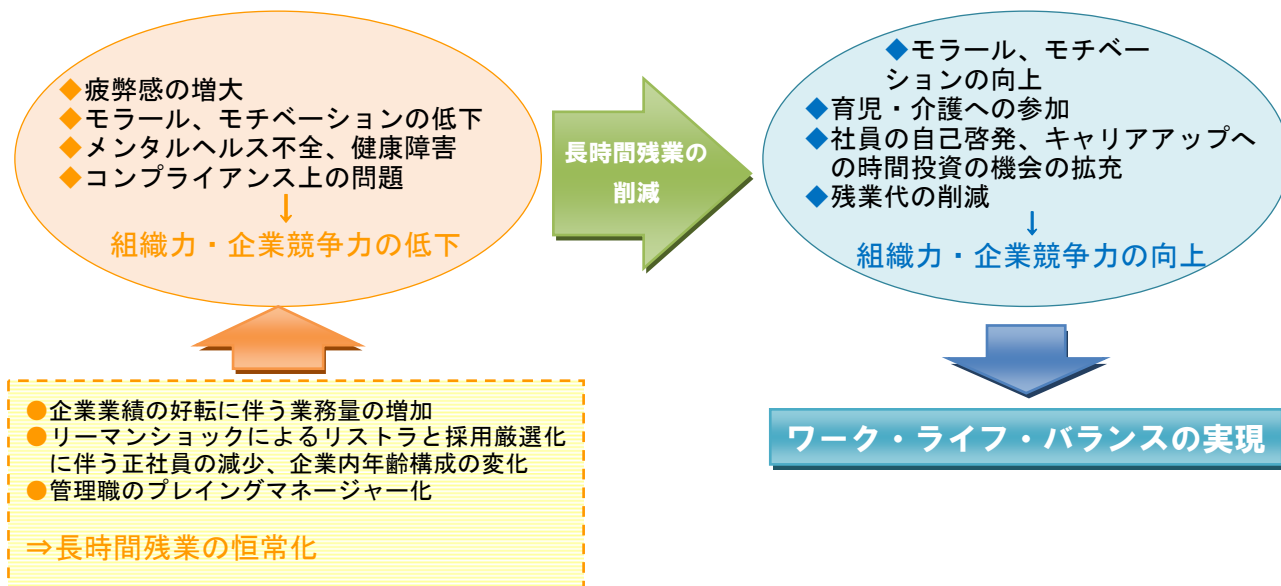 ◆疲弊感の増大
◆モラール、モチベーションの低下
◆メンタルヘルス不全、健康障害
◆コンプライアンス上の問題
↓
組織力・企業競争力の低下
長時間残業の
削減
◆モラール、モチベー
ションの向上
◆育児・介護への参加
◆社員の自己啓発、キャリアアップへ
の時間投資の機会の拡充
◆残業代の削減
↓
組織力・企業競争力の向上
●企業業績の好転に伴う業務量の増加
●リーマンショックによるリストラと採用厳選化
に伴う正社員の減少、企業内年齢構成の変化
●管理職のプレイングマネージャー化
⇒長時間残業の恒常化
ワーク・ライフ・バランスの実現